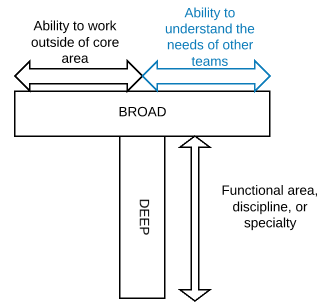 Ability to work
outside of core
area
Ability to
understand the
needs of other
teams
BROAD
DEEP
Functional area,
discipline, or
specialty